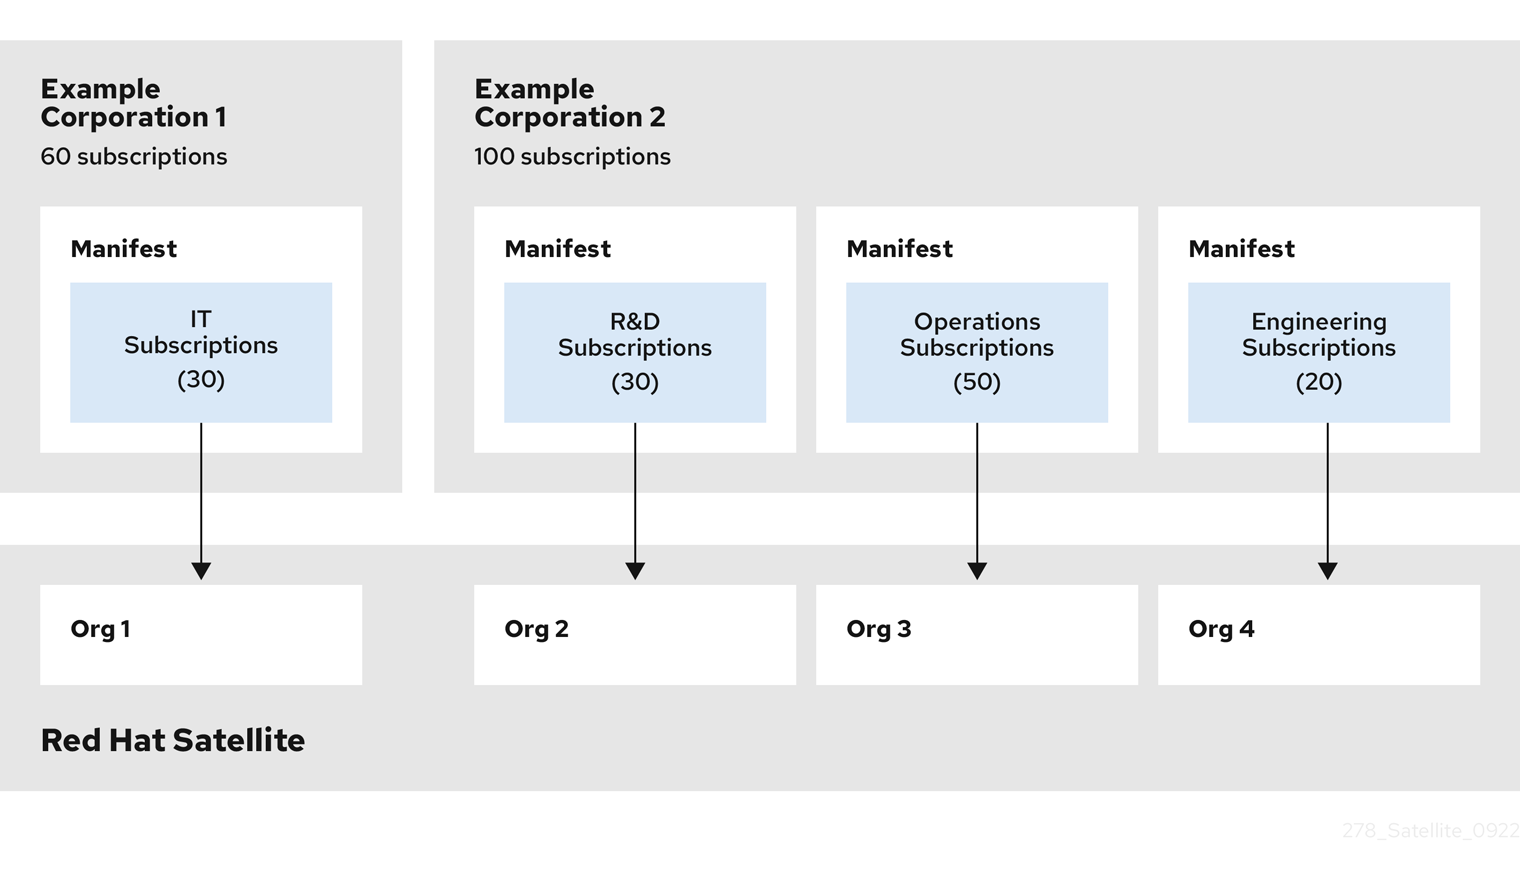 Example
Corporation 1
60 subscriptions
Manifest
IT
Subscriptions
(30)
Example
Corporation 2
100 subscriptions
Manifest
R&D
Subscriptions
(30)
Manifest
Operations
Subscriptions
(50)
Manifest
Engineering
Subscriptions
(20)
Org 1
Org 2
Org 3
Org 4
Red Hat Satellite
278_Satellite_0922